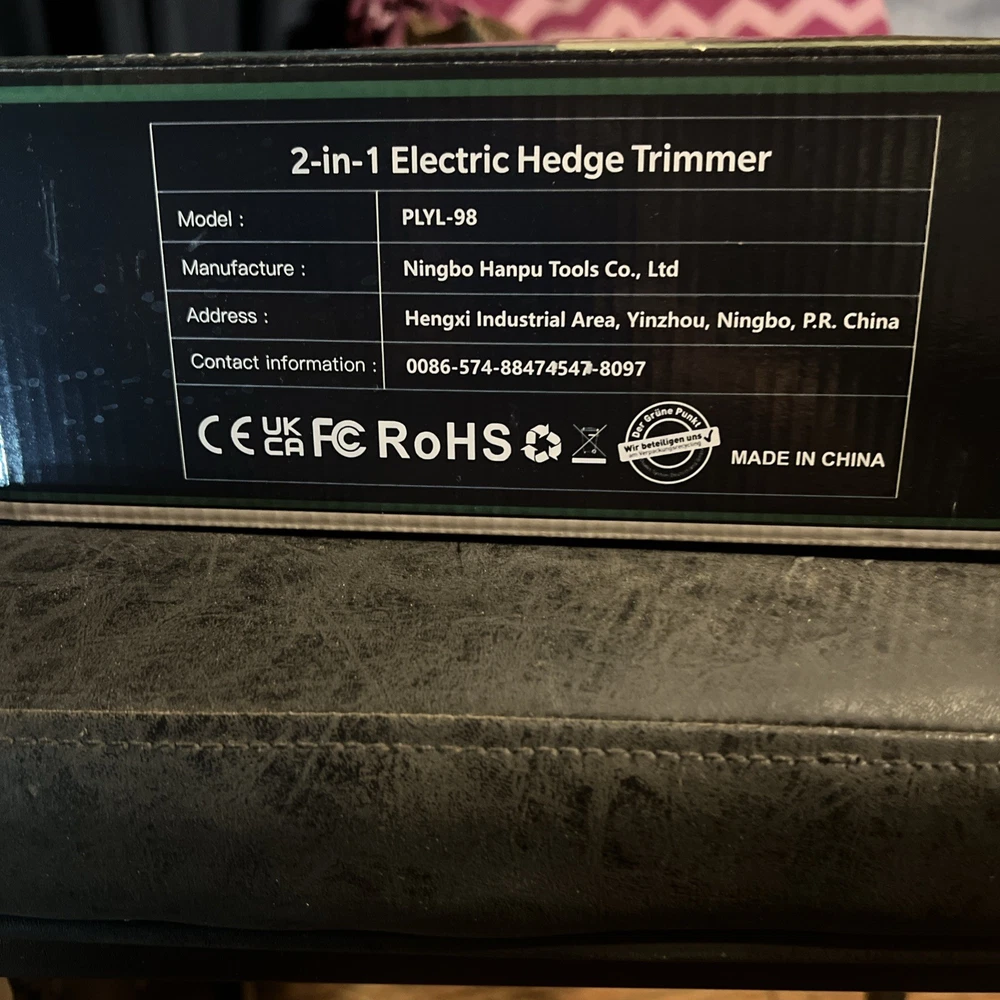 2-in-1 Electric Hedge Trimmer
Model : PLYL-98
Manufacture : Ningbo Hanpu Tools Co., Ltd
Address : Hengxi Industrial Area, Yinzhou, Ningbo, P.R. China
Contact information : 0086-574-88474547-8097
CE UK CA FC RoHS
Der Grüne Punkt
Wir beteiligen uns
am Verpackungsrecycling
MADE IN CHINA